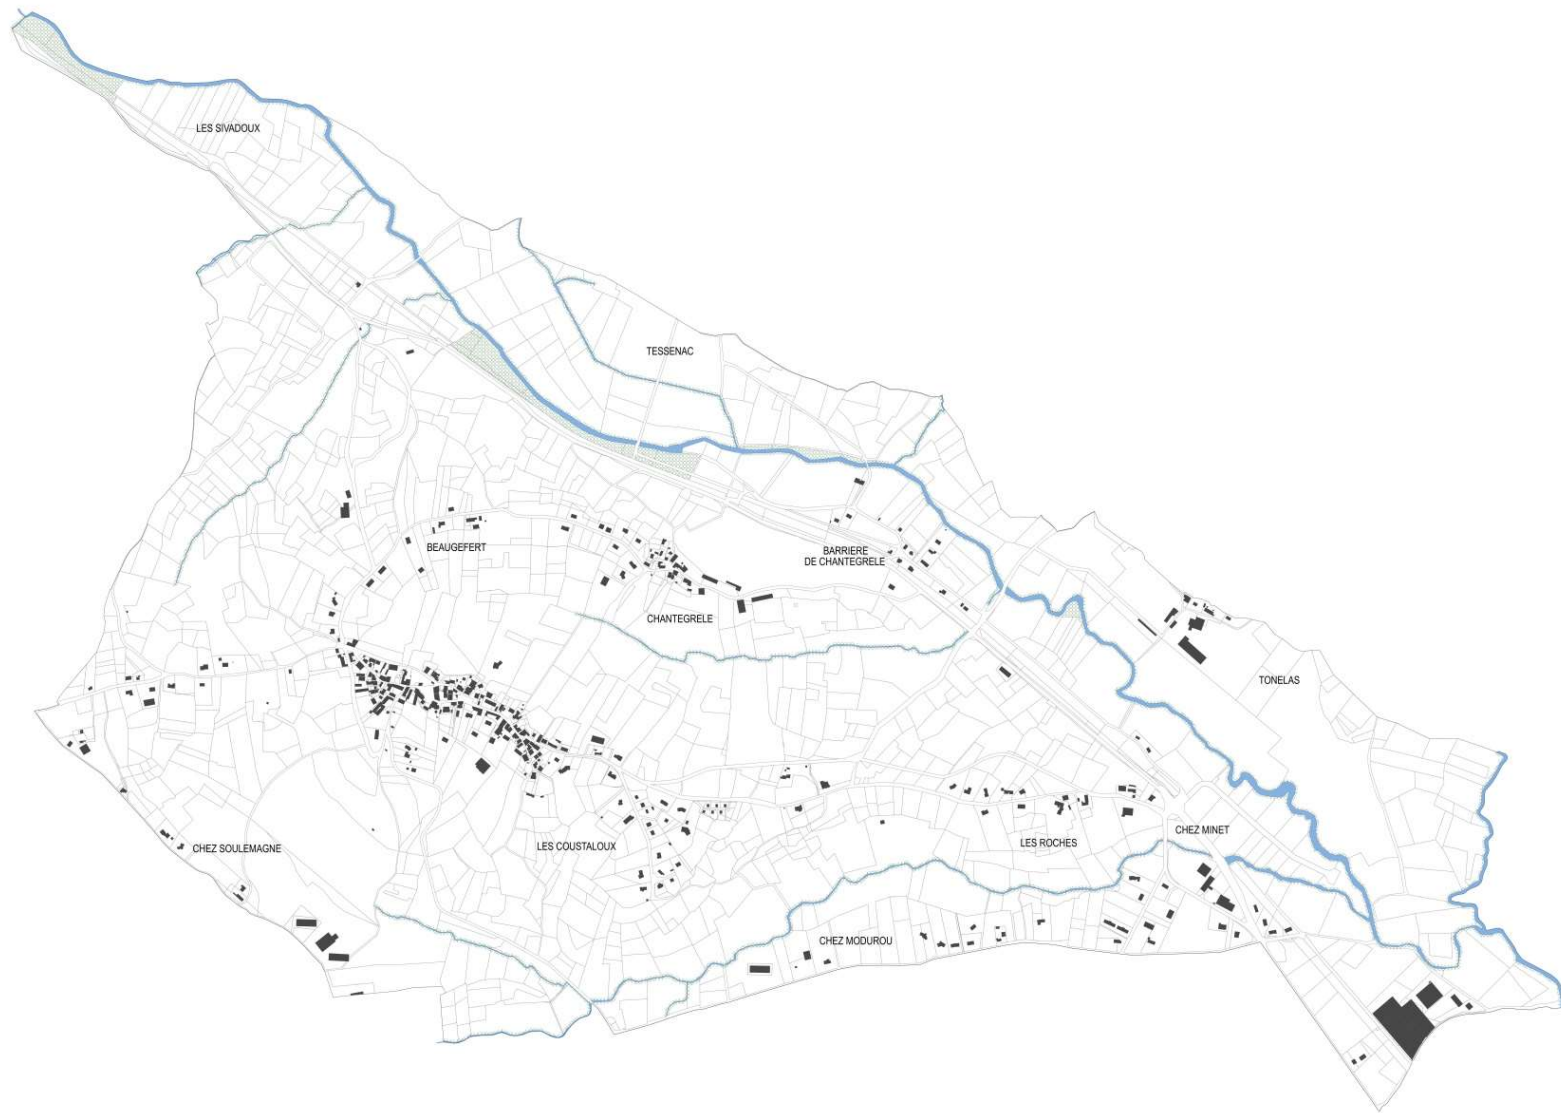 LES SIVADOUX
TESSENAC
BEAUGEFERT
BARRIERE
DE CHANTEGRELE
CHANTEGRELE
TONELAS
CHEZ SOULEMAGNE
LES COUSTALOUX
LES ROCHES
CHEZ MINET
CHEZ MODUROU